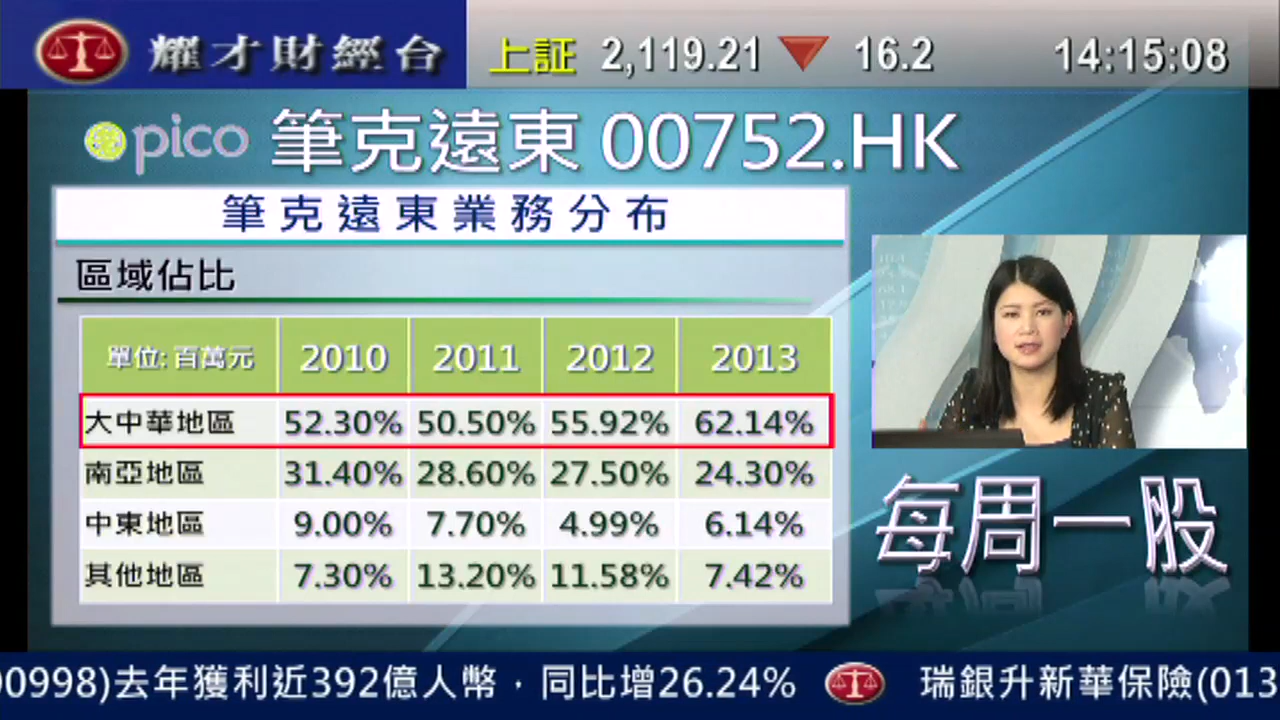 耀才財經台
上証 2,119.21 ▼ 16.2 14:15:08
pico 筆克遠東 00752.HK
筆克遠東業務分布
區域佔比
單位: 百萬元 2010 2011 2012 2013
大中華地區 52.30% 50.50% 55.92% 62.14%
南亞地區 31.40% 28.60% 27.50% 24.30%
中東地區 9.00% 7.70% 4.99% 6.14%
其他地區 7.30% 13.20% 11.58% 7.42%
每周一股
00998)去年獲利近392億人幣﹐同比增26.24% 瑞銀升新華保險(013